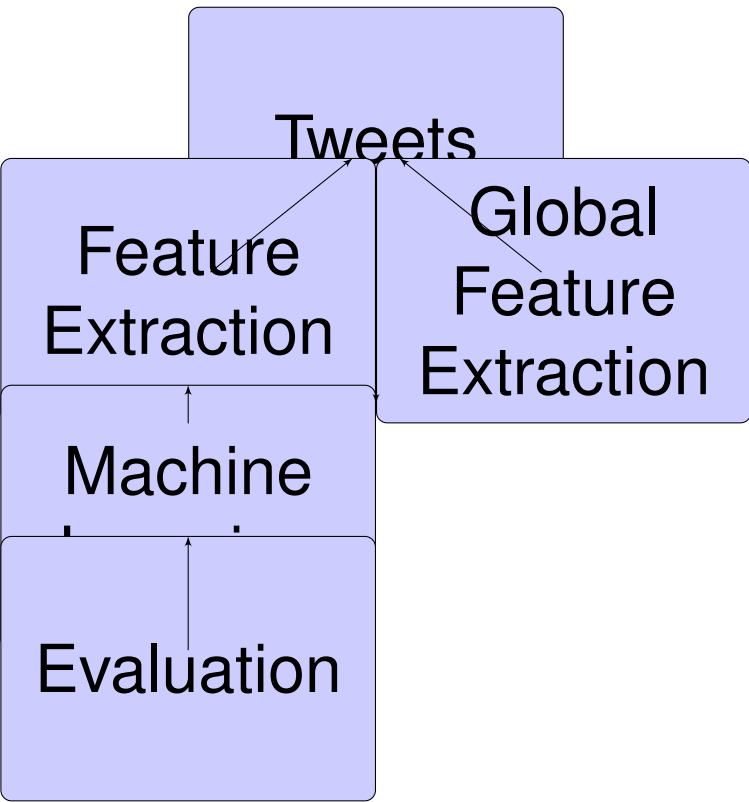 Tweets
Feature
Extraction
Global
Feature
Extraction
Machine
Evaluation